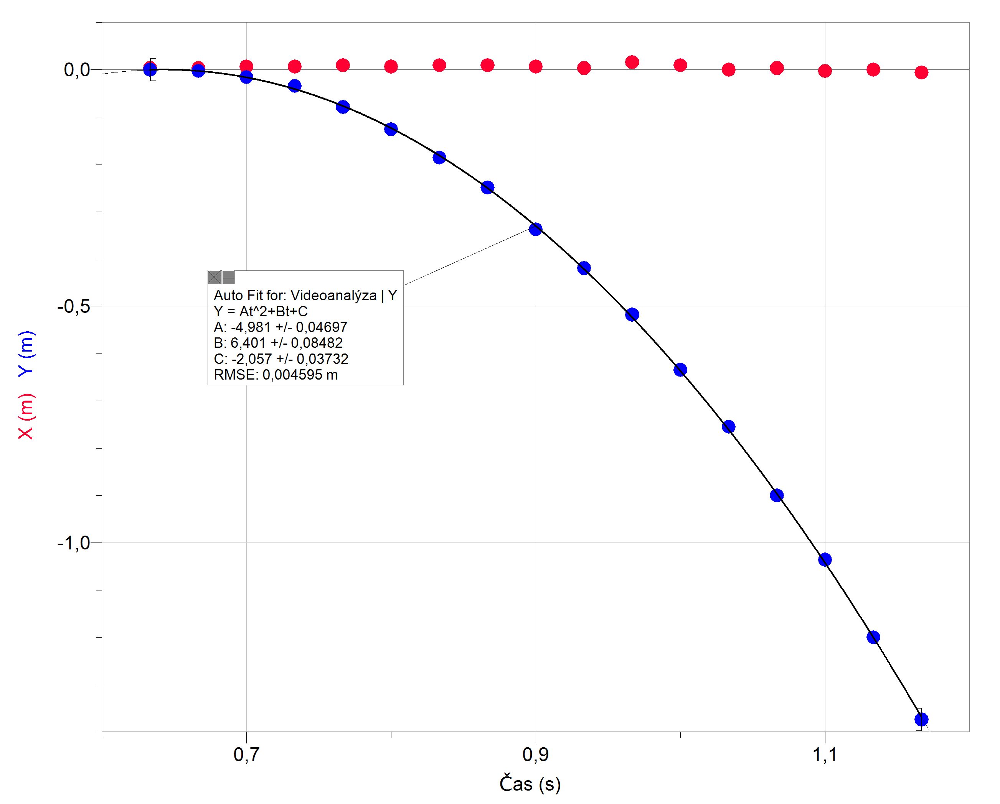 0,0
-0,5
-1,0
X (m) Y (m)
Auto Fit for: Videoanalýza | Y
Y = At^2+Bt+C
A: -4,981 +/- 0,04697
B: 6,401 +/- 0,08482
C: -2,057 +/- 0,03732
RMSE: 0,004595 m
0,7 0,9 1,1
Čas (s)